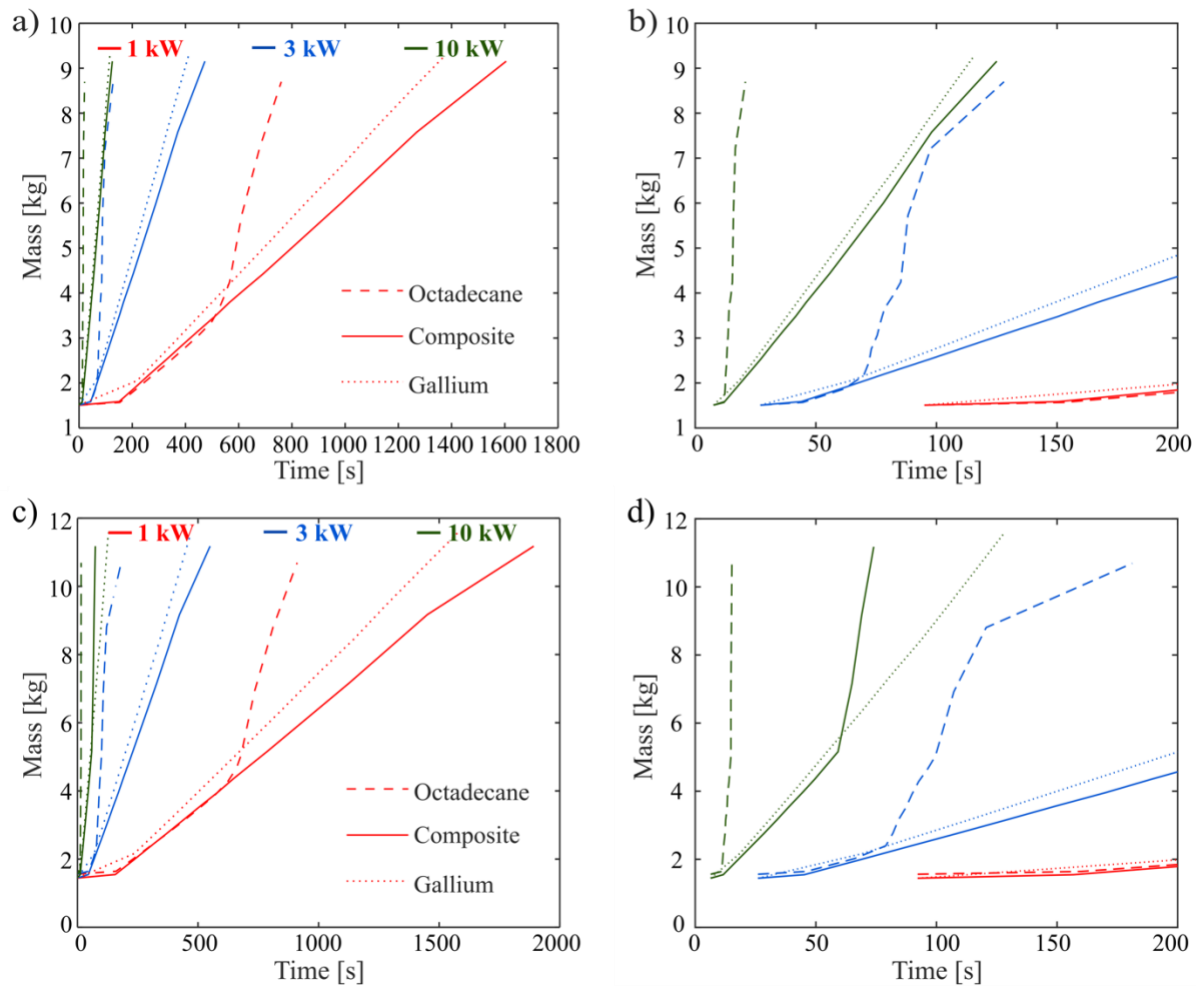 a)
1 kW 3 kW 10 kW
Mass [kg]
10
9
8
7
6
5
4
3
2
1
Octadecane
Composite
Gallium
0 200 400 600 800 1000 1200 1400 1600 1800
Time [s]
b)
Mass [kg]
10
9
8
7
6
5
4
3
2
1
0 50 100 150 200
Time [s]
c)
1 kW 3 kW 10 kW
Mass [kg]
12
10
8
6
4
2
0
Octadecane
Composite
Gallium
0 500 1000 1500 2000
Time [s]
d)
Mass [kg]
12
10
8
6
4
2
0
0 50 100 150 200
Time [s]